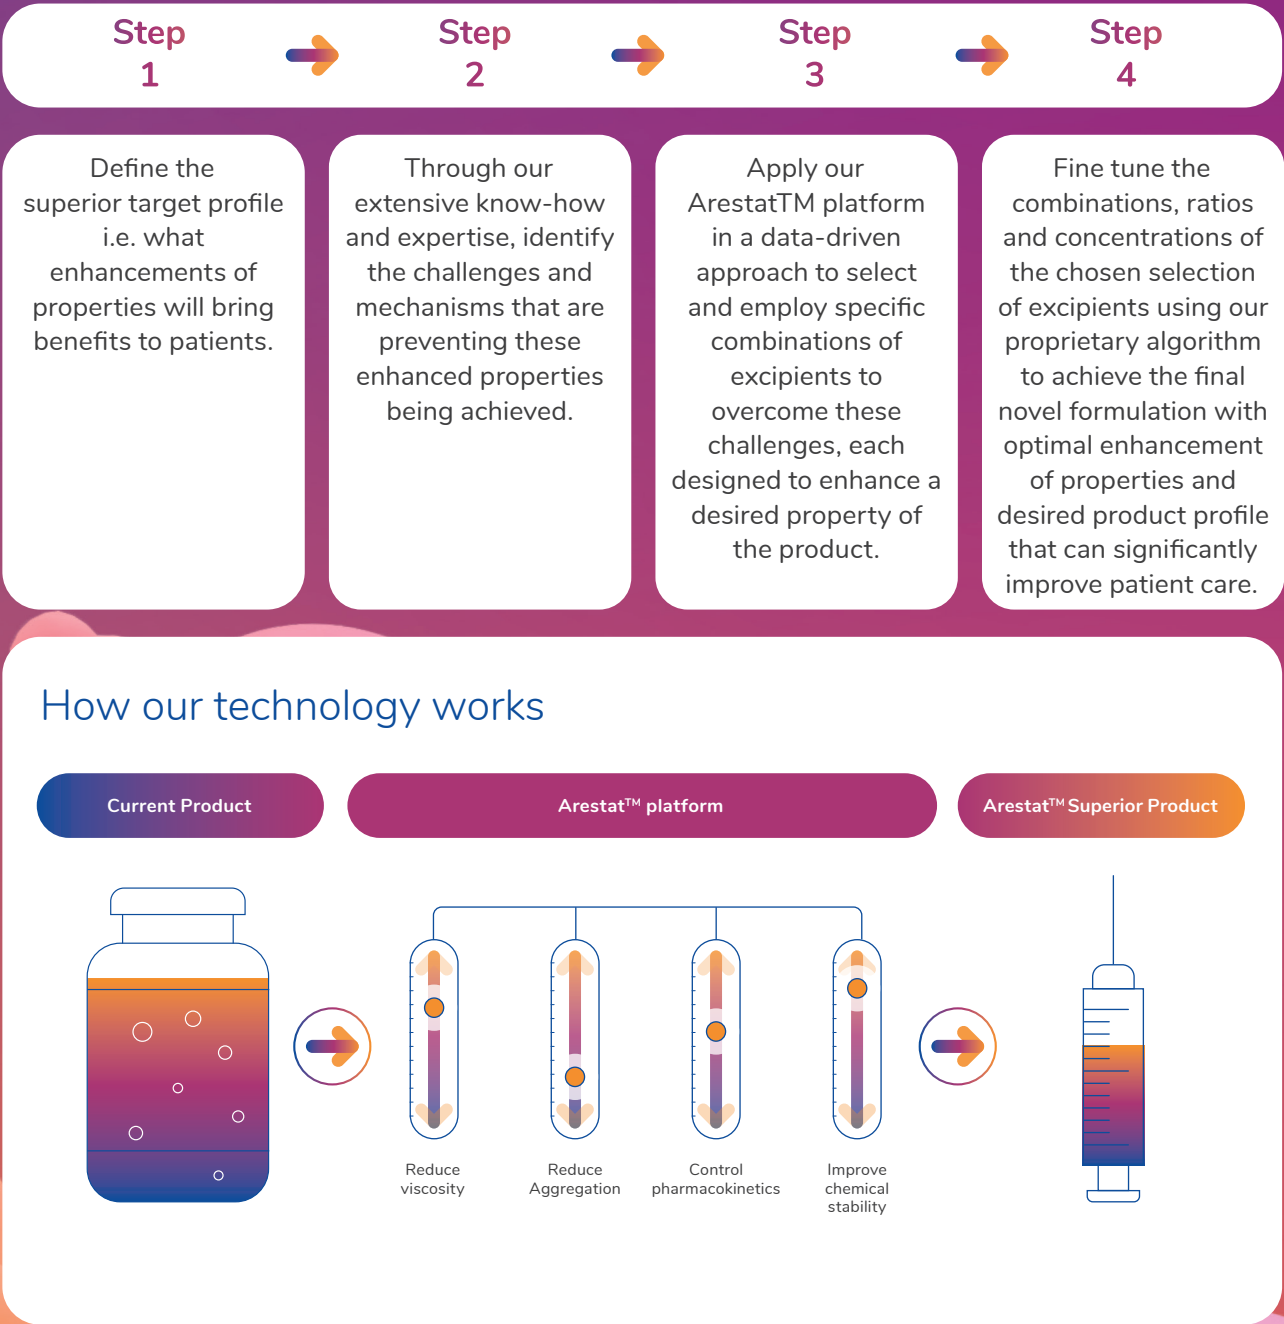 Step
1
Step
2
Step
3
Step
4
Define the
superior target profile
i.e. what
enhancements of
properties will bring
benefits to patients.
Through our
extensive know-how
and expertise, identify
the challenges and
mechanisms that are
preventing these
enhanced properties
being achieved.
Apply our
ArestatTM platform
in a data-driven
approach to select
and employ specific
combinations of
excipients to
overcome these
challenges, each
designed to enhance a
desired property of
the product.
Fine tune the
combinations, ratios
and concentrations of
the chosen selection
of excipients using our
proprietary algorithm
to achieve the final
novel formulation with
optimal enhancement
of properties and
desired product profile
that can significantly
improve patient care.
How our technology works
Current Product
Arestat™ platform
Arestat™ Superior Product
Reduce
viscosity
Reduce
Aggregation
Control
pharmacokinetics
Improve
chemical
stability